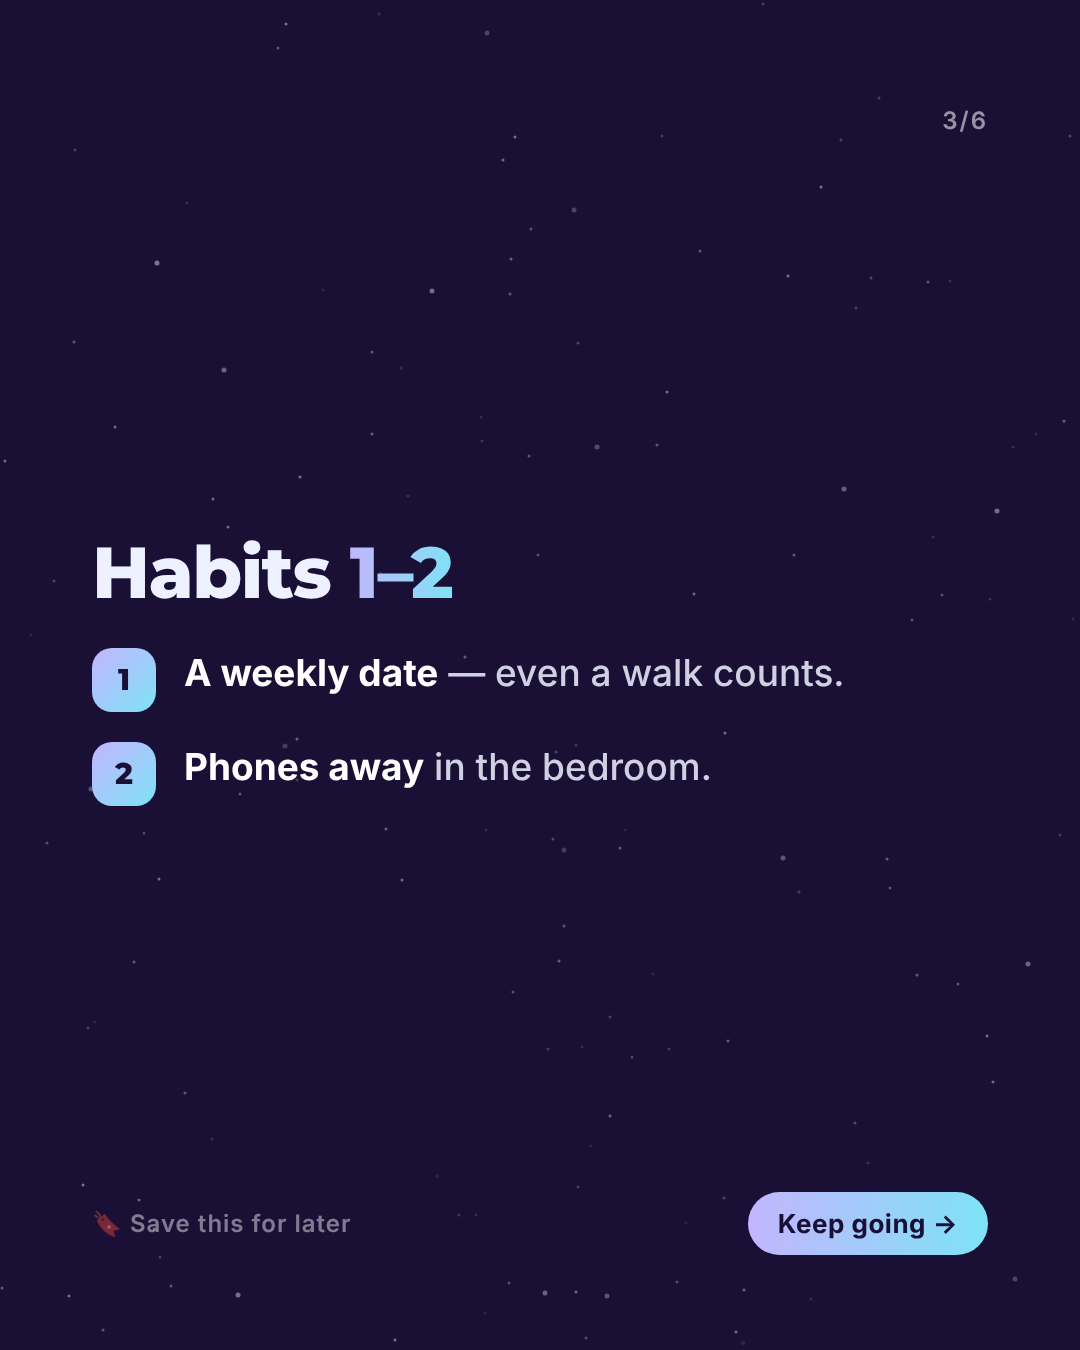 3/6
Habits 1–2
1 A weekly date — even a walk counts.
2 Phones away in the bedroom.
🔖 Save this for later
Keep going →